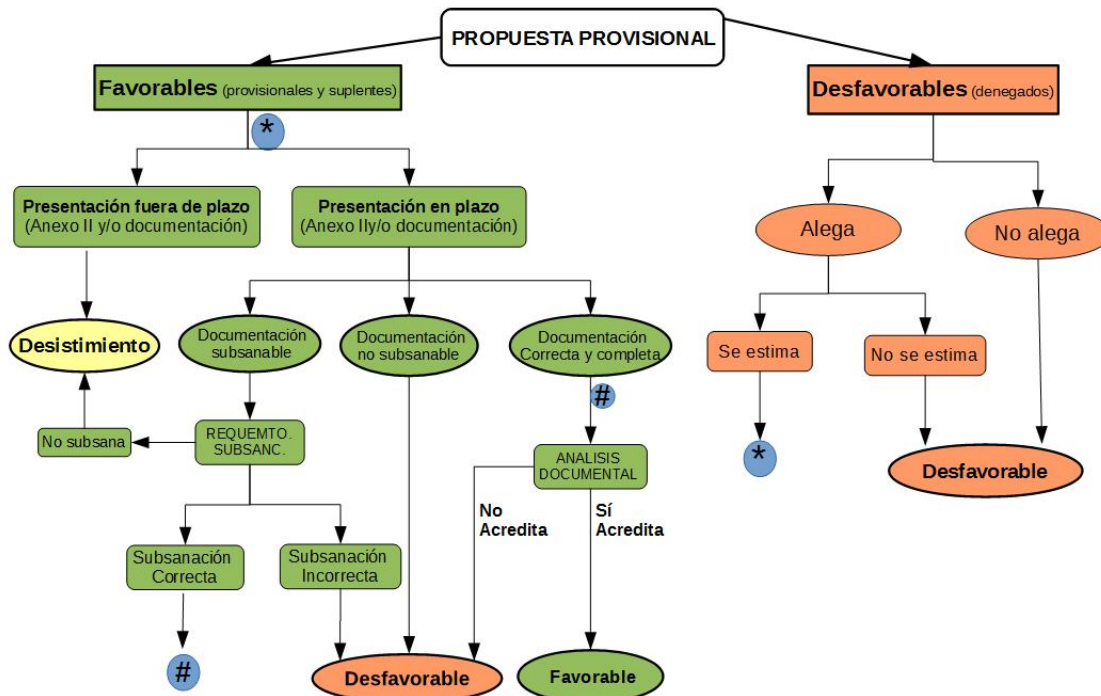 PROPUESTA PROVISIONAL
Favorables (provisionales y suplentes)
Desfavorables (denegados)
*
Presentación fuera de plazo
(Anexo II y/o documentación)
Presentación en plazo
(Anexo IIy/o documentación)
Alega
No alega
Desistimiento
Documentación
subsanable
Documentación
no subsanable
Documentación
Correcta y completa
Se estima
No se estima
#
No subsana
REQUEMTO.
SUBSANC.
ANALISIS
DOCUMENTAL
*
Desfavorable
No
Acredita
Sí
Acredita
Subsanación
Correcta
Subsanación
Incorrecta
#
Desfavorable
Favorable